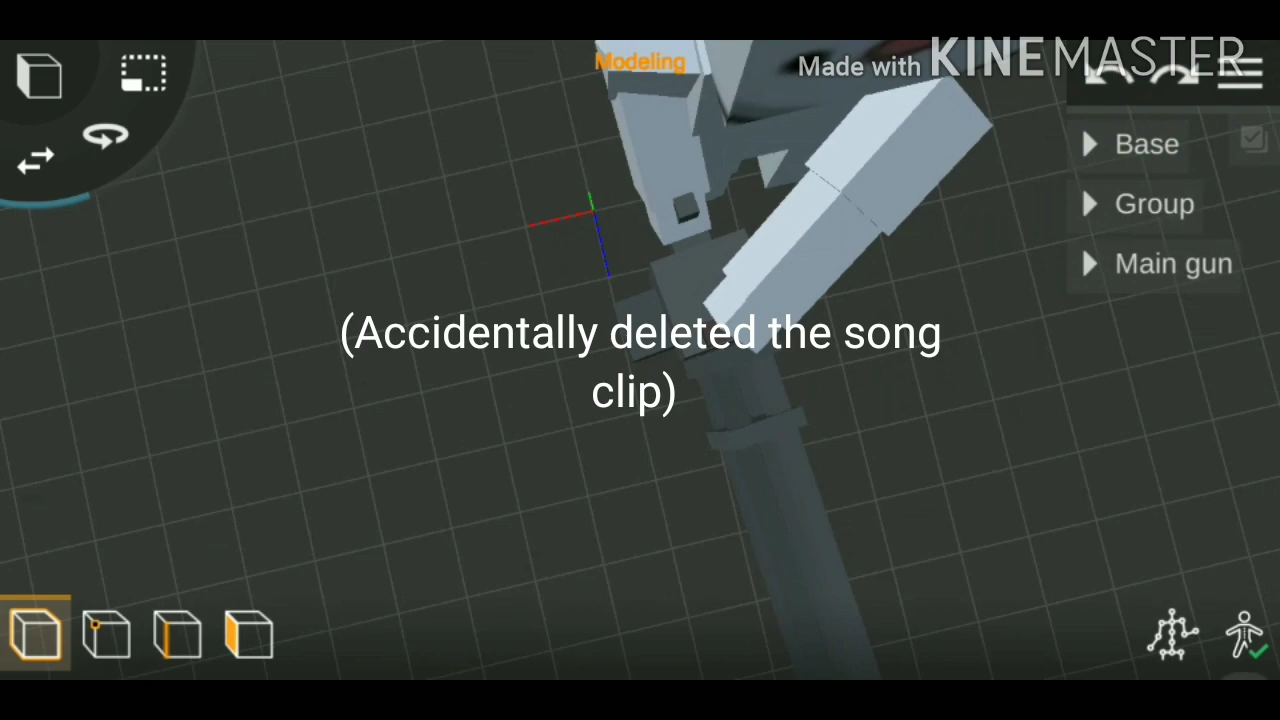 Modeling
Made with KINEMASTER
Base
Group
Main gun
(Accidentally deleted the song
clip)